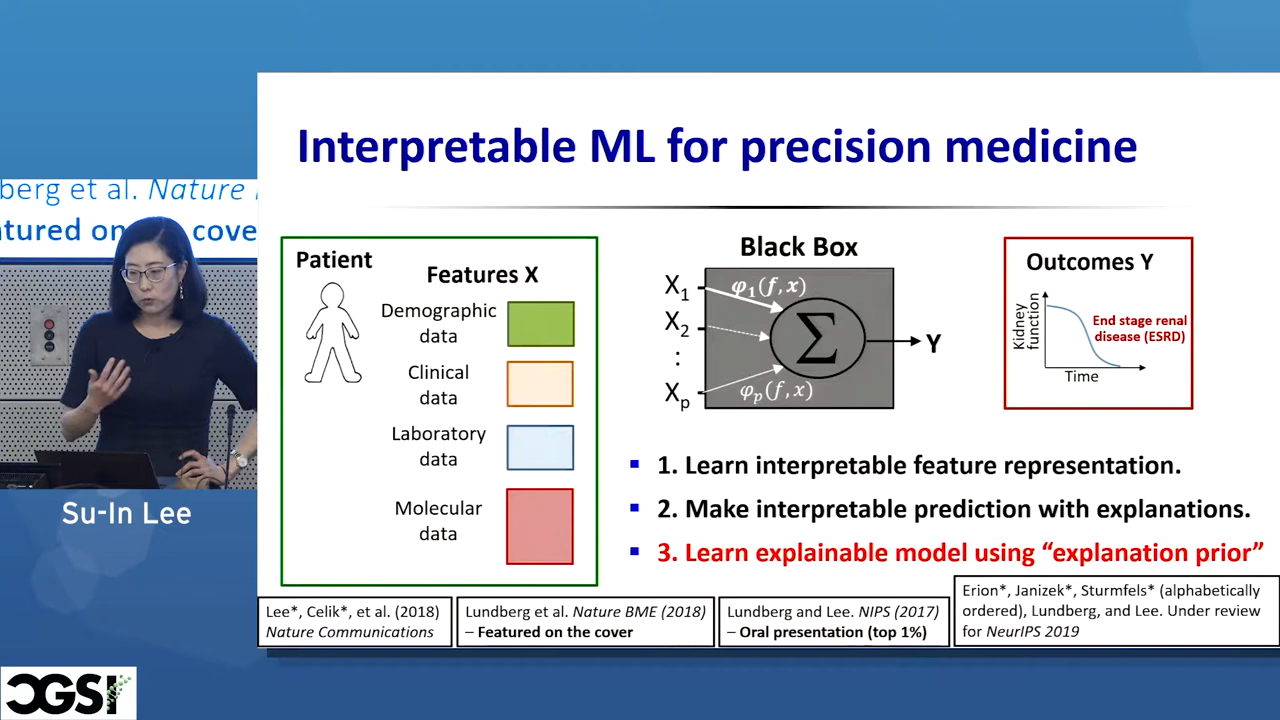 Interpretable ML for precision medicine
berg et al. Nature
tured on
cove
Patient
Features X
Demographic
data
Clinical
data
Laboratory
data
Molecular
data
Black Box
X1
X2
:
Xp
φ1(f,x)
φp(f,x)
Σ
Y
Outcomes Y
Kidney
function
End stage renal
disease (ESRD)
Time
▪ 1. Learn interpretable feature representation.
▪ 2. Make interpretable prediction with explanations.
▪ 3. Learn explainable model using “explanation prior”
Lee*, Celik*, et al. (2018)
Nature Communications
Lundberg et al. Nature BME (2018)
– Featured on the cover
Lundberg and Lee. NIPS (2017)
– Oral presentation (top 1%)
Erion*, Janizek*, Sturmfels* (alphabetically
ordered), Lundberg, and Lee. Under review
for NeurIPS 2019
Su-In Lee
CGSI